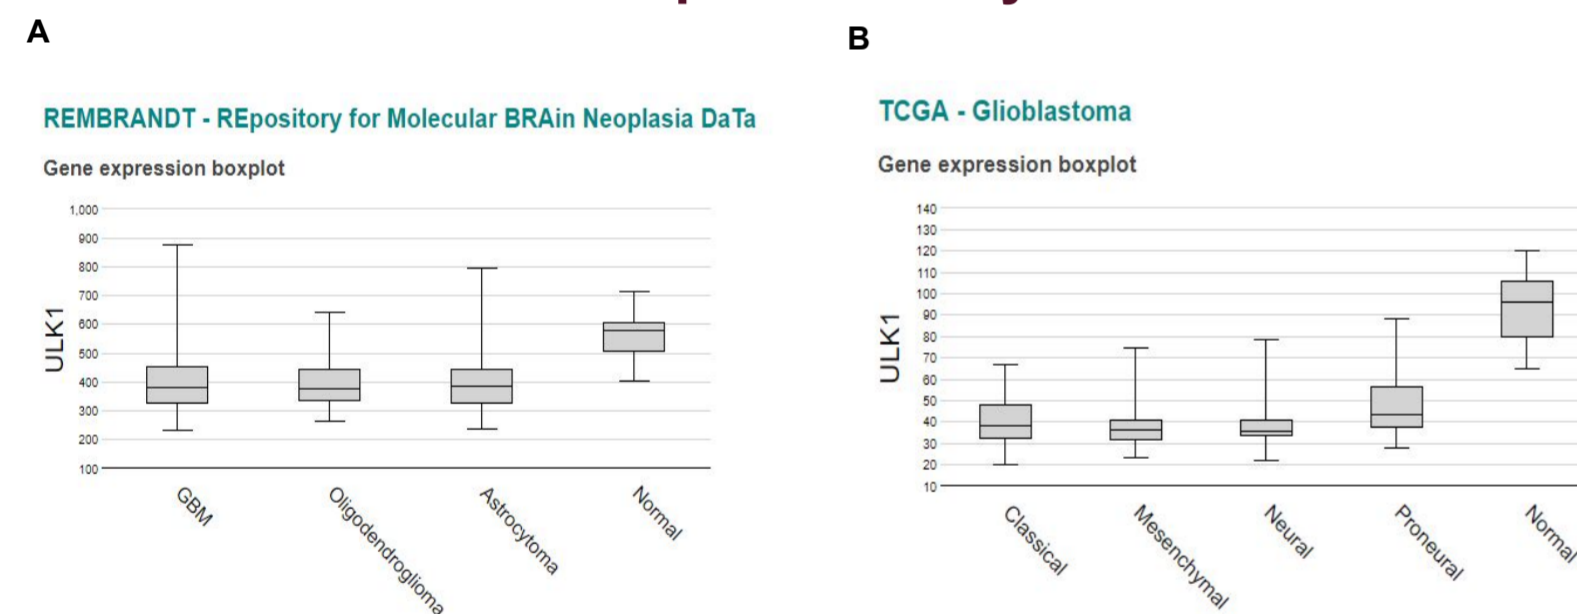 A
REMBRANDT - REpository for Molecular BRAin Neoplasia DaTa
Gene expression boxplot
1,000
900
800
700
600
500
400
300
200
100
ULK1
GBM
Oligodendroglioma
Astrocytoma
Normal
B
TCGA - Glioblastoma
Gene expression boxplot
140
130
120
110
100
90
80
70
60
50
40
30
20
10
ULK1
Classical
Mesenchymal
Neural
Proneural
Normal